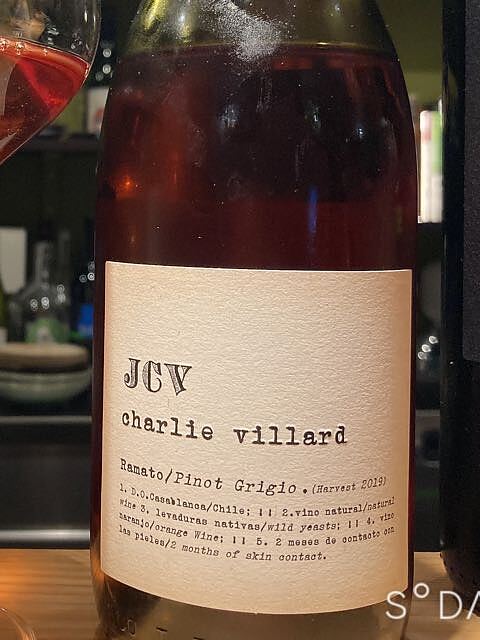 JCV
charlie villard
Ramato/Pinot Grigio.(Harvest 2019)
1. D.O.Casablanca/Chile; || 2.vino natural/natural
wine 3. levaduras nativas/wild yeasts; || 4. vino
naranjo/orange Wine; || 5. 2 meses de contacto con
las pieles/2 months of skin contact.